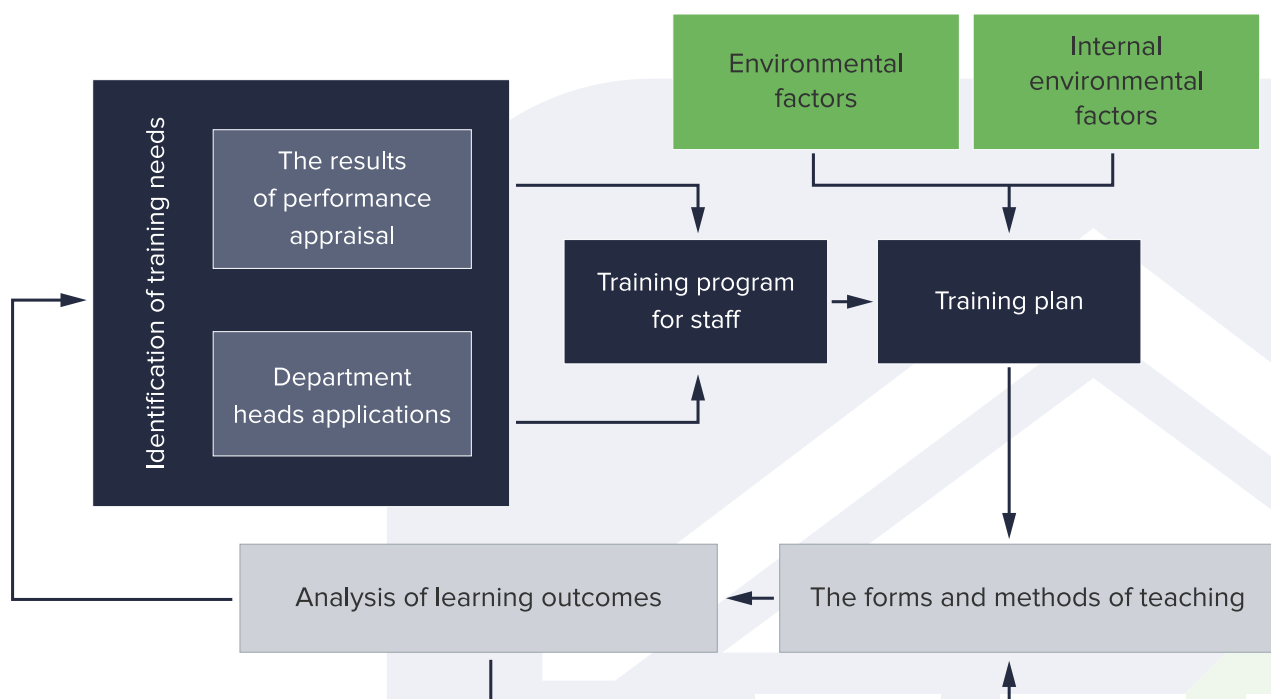 Environmental
factors
Internal
environmental
factors
Identification of training needs
The results
of performance
appraisal
Department
heads applications
Training program
for staff
Training plan
Analysis of learning outcomes
The forms and methods of teaching